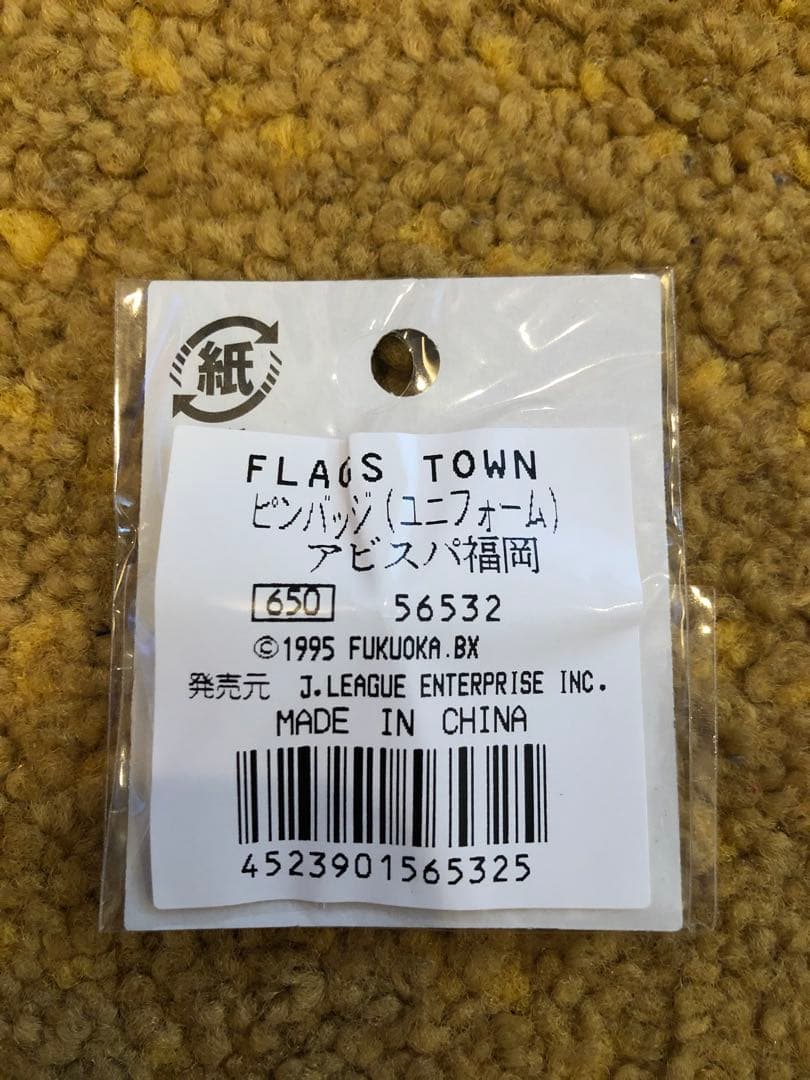 紙
FLAGS TOWN
ピンバッジ(ユニフォーム)
アビスパ福岡
650 56532
©1995 FUKUOKA.BX
発売元 J.LEAGUE ENTERPRISE INC.
MADE IN CHINA
4523901565325